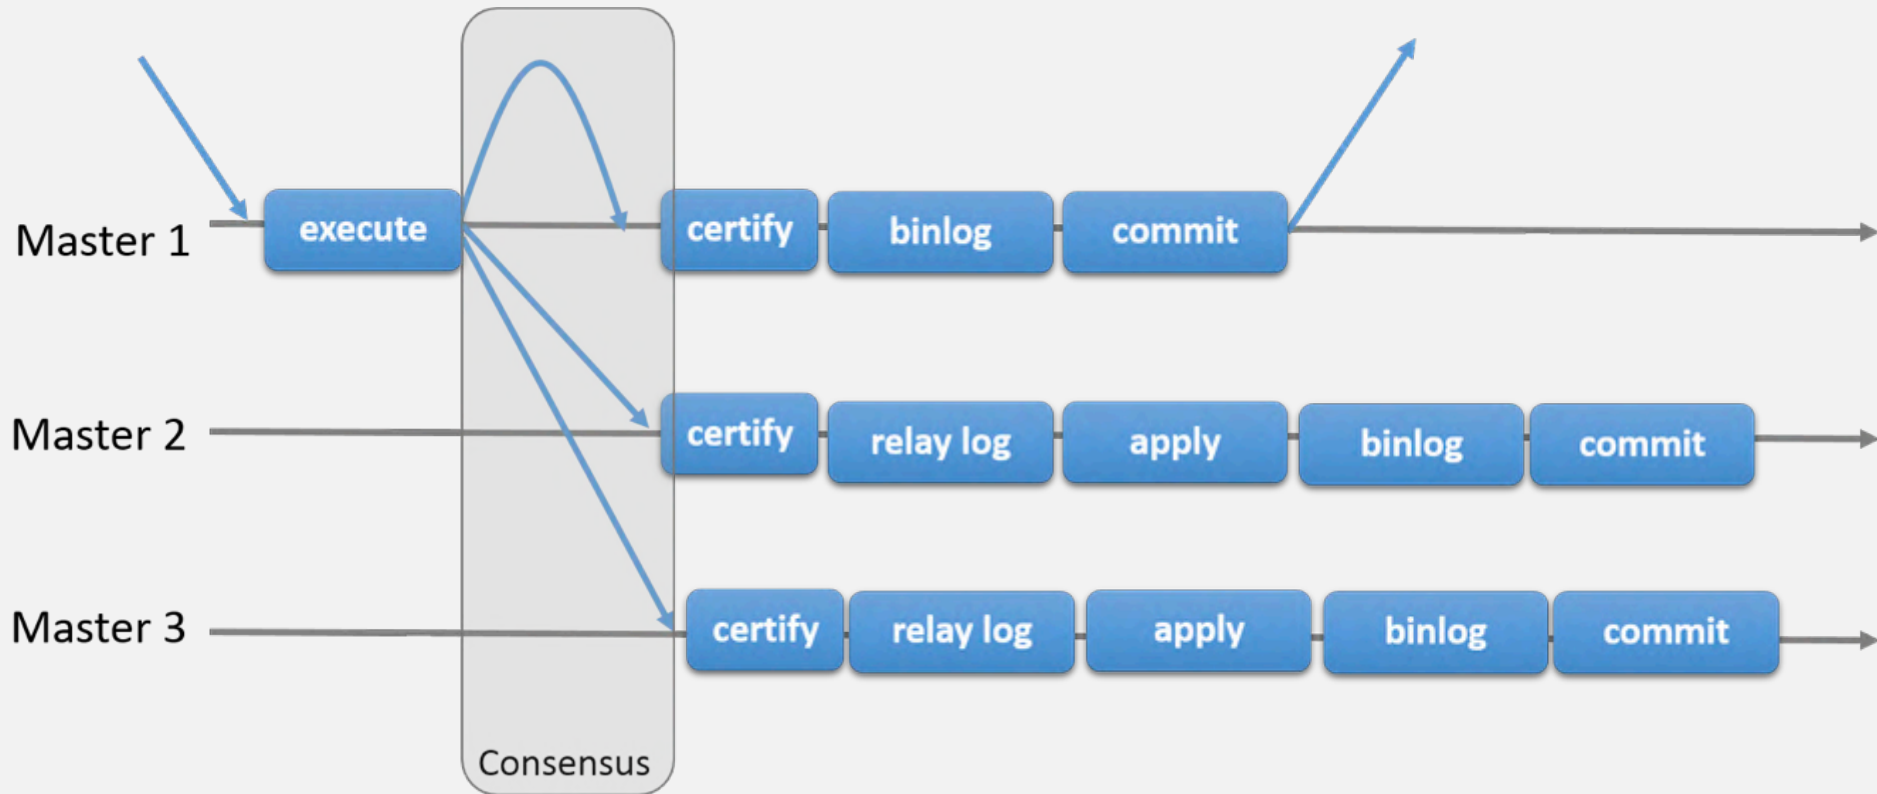 Master 1 execute certify binlog commit
Master 2 certify relay log apply binlog commit
Master 3 certify relay log apply binlog commit
Consensus